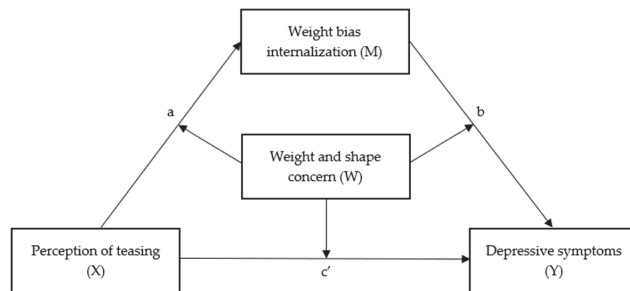 Weight bias
internalization (M)
a
b
Weight and shape
concern (W)
Perception of teasing
(X)
c'
Depressive symptoms
(Y)